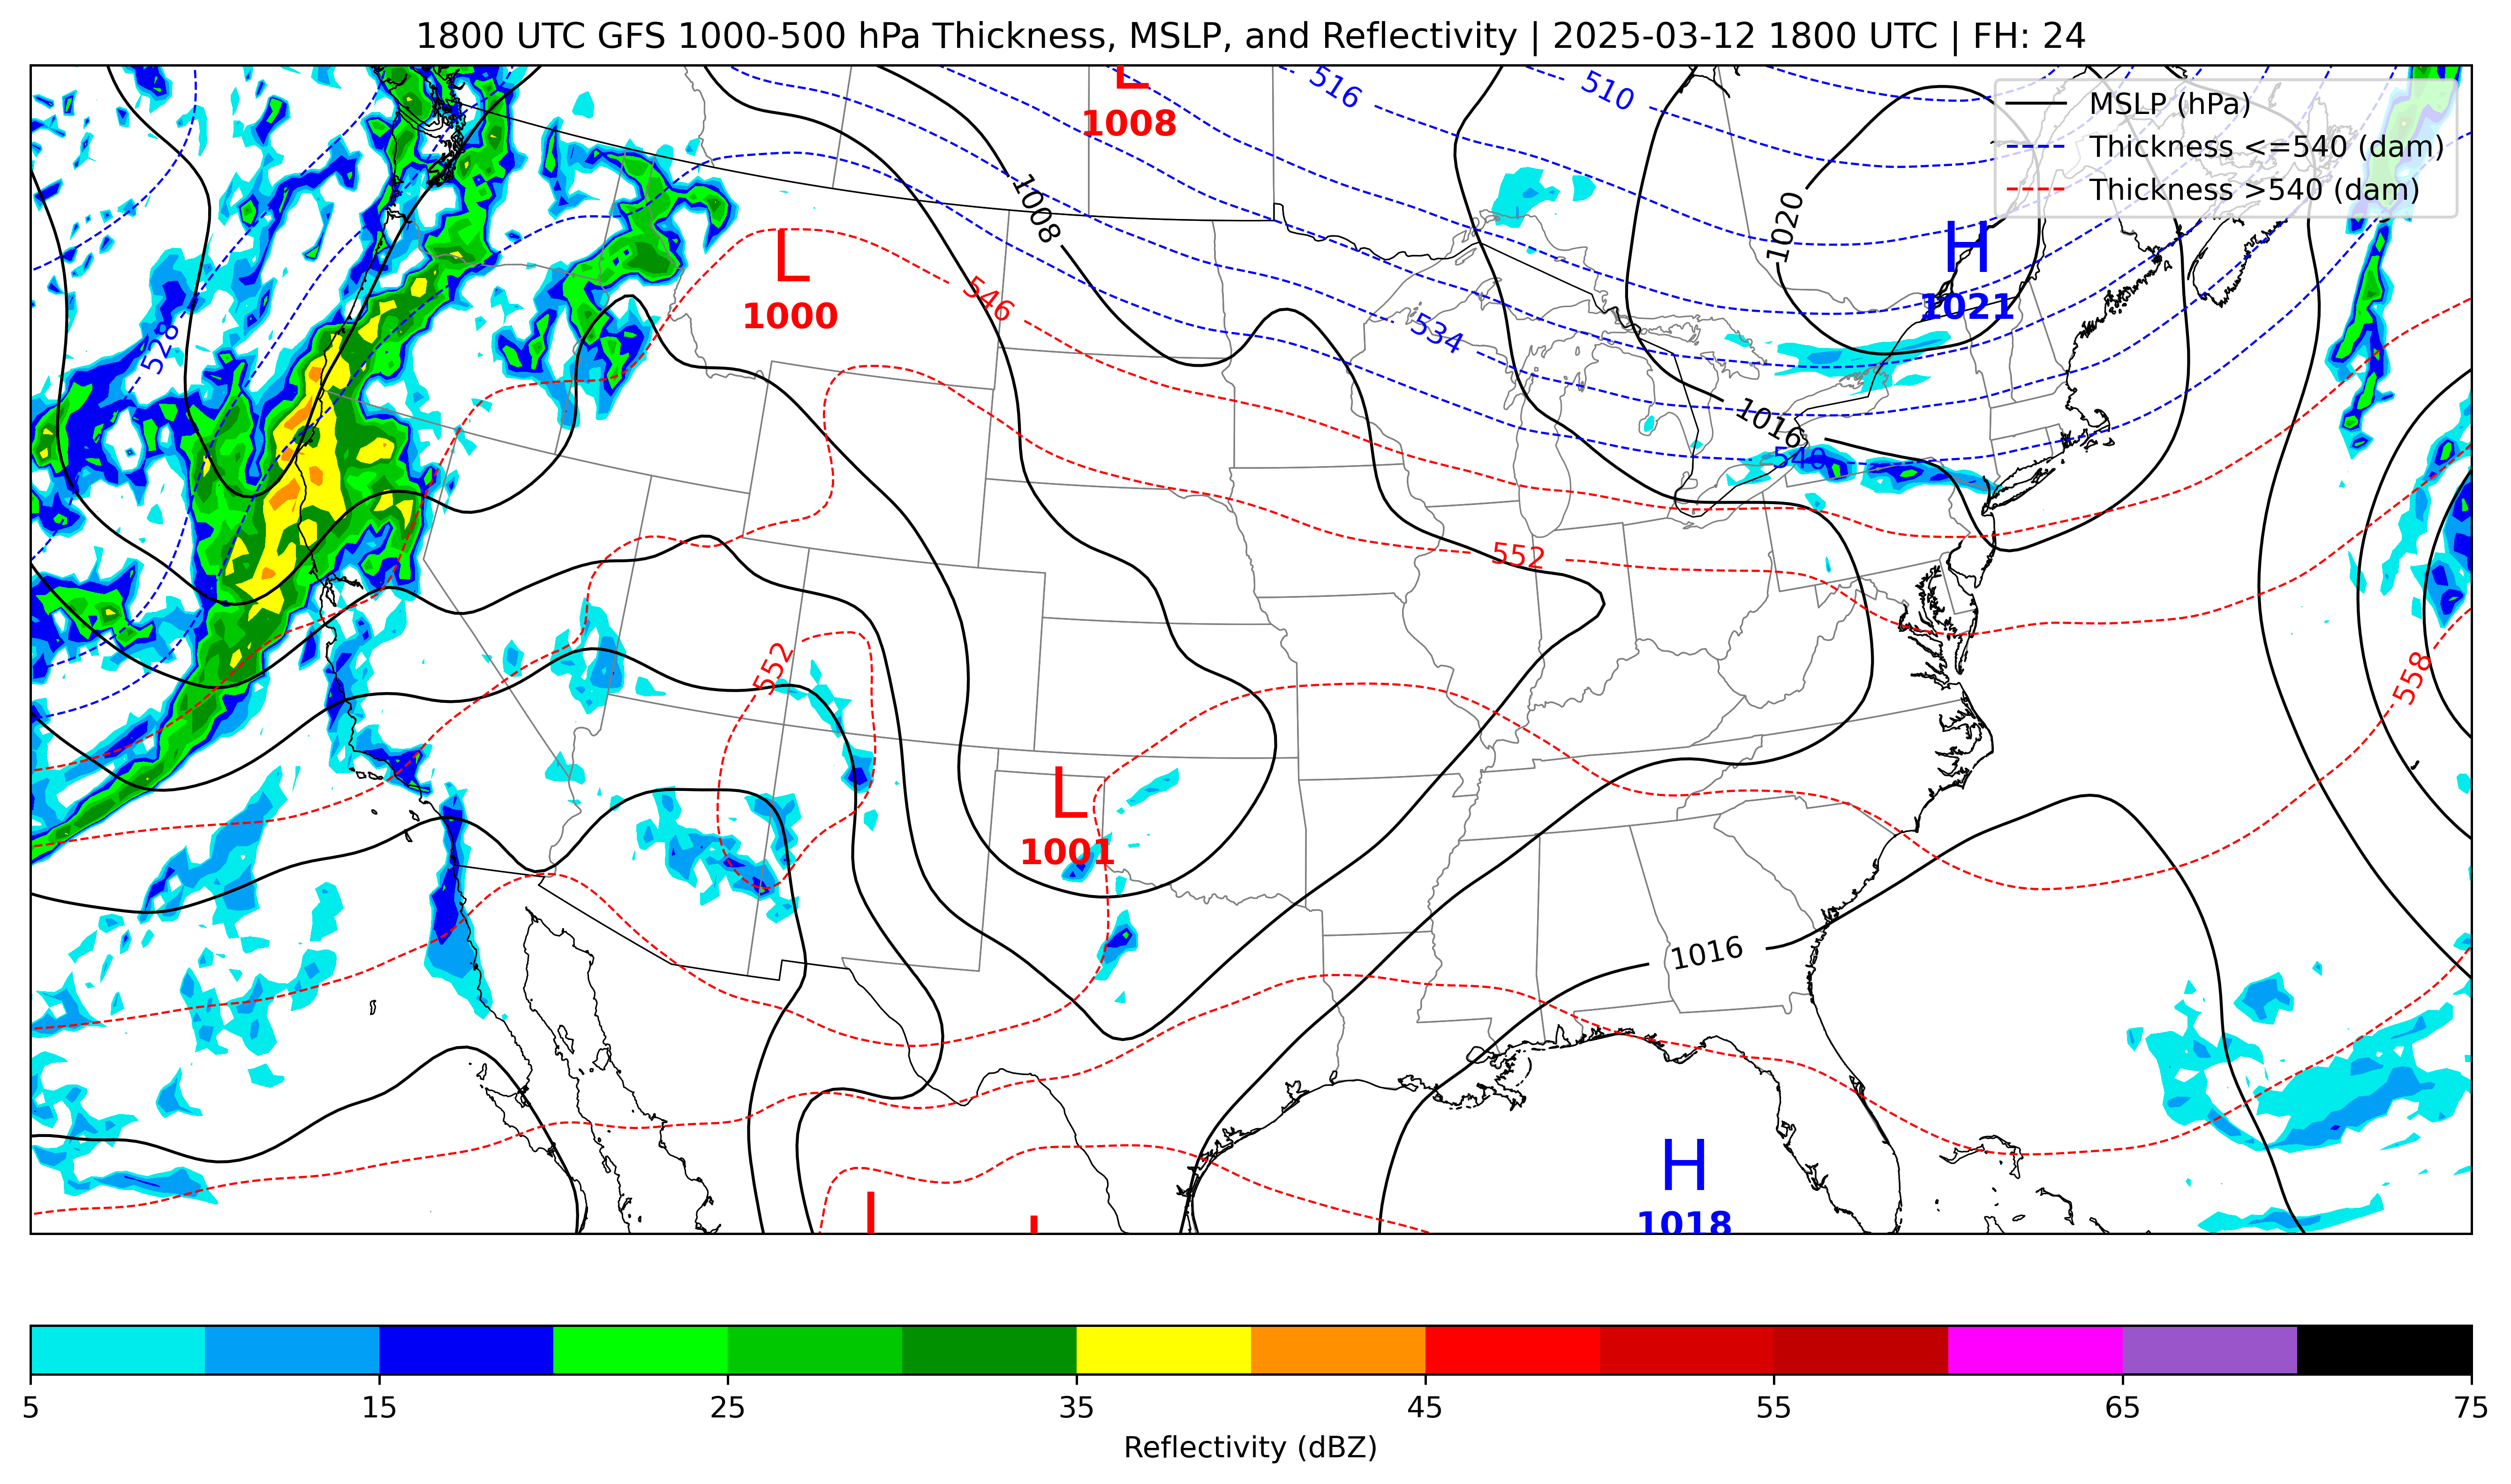 1800 UTC GFS 1000-500 hPa Thickness, MSLP, and Reflectivity | 2025-03-12 1800 UTC | FH: 24
MSLP (hPa)
Thickness <=540 (dam)
Thickness >540 (dam)
L
1008
516
510
1008
1020
H
1021
L
1000
546
528
534
1016
540
552
552
558
L
1001
1016
H
1018
L
L
5 15 25 35 45 55 65 75
Reflectivity (dBZ)